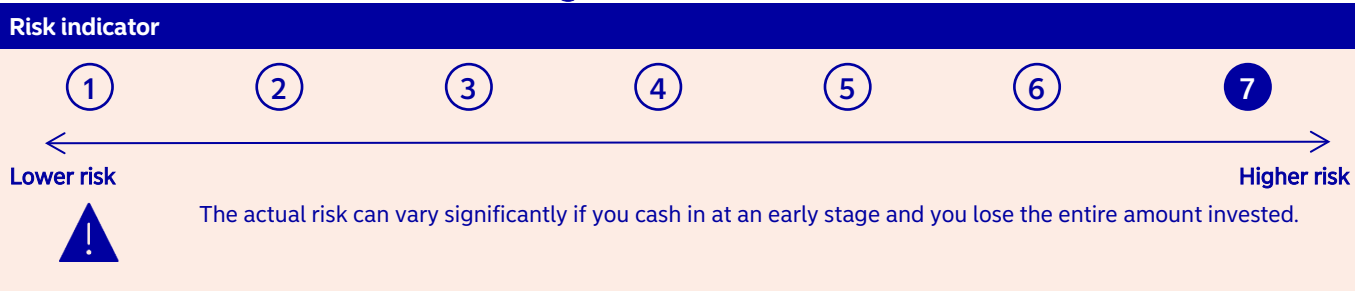 Risk indicator
1 2 3 4 5 6 7
Lower risk Higher risk
The actual risk can vary significantly if you cash in at an early stage and you lose the entire amount invested.